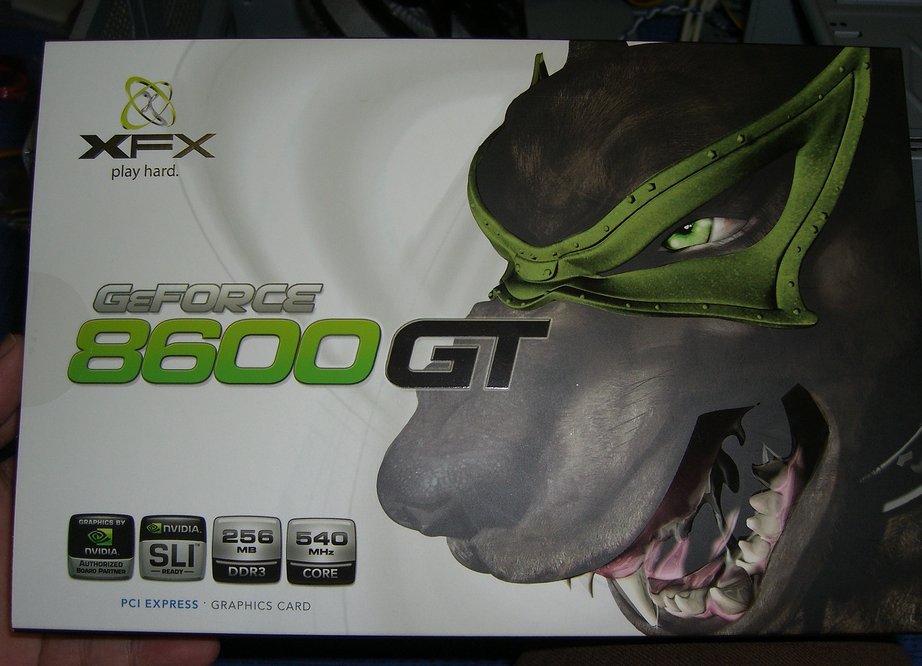 XFX
play hard.
GeFORCE
8600 GT
GRAPHICS BY
NVIDIA
AUTHORIZED
BOARD PARTNER
NVIDIA.
SLI™
READY
256
MB
DDR3
540
MHz
CORE
PCI EXPRESS · GRAPHICS CARD